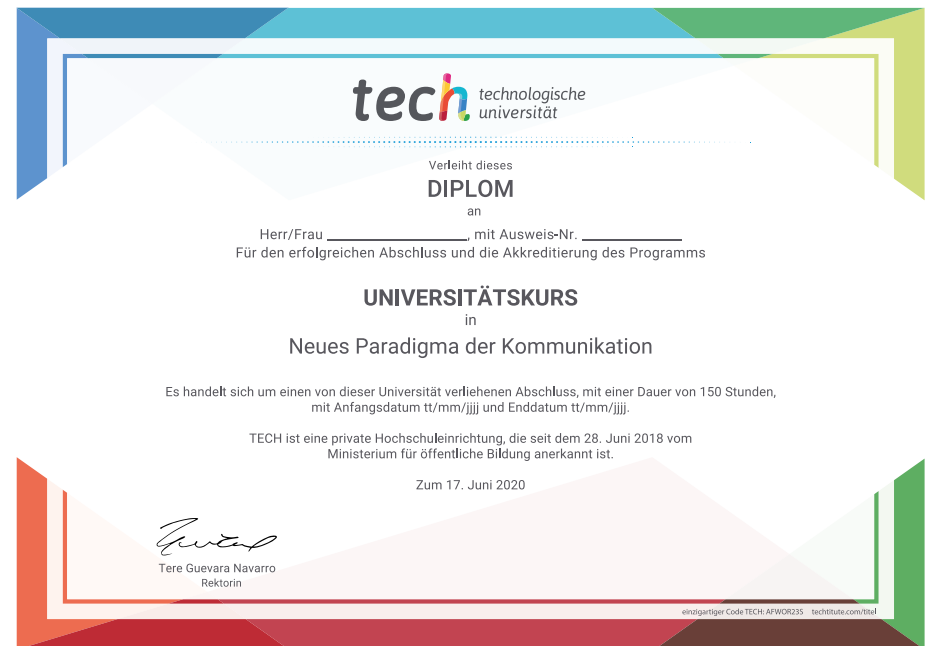 tech technologische
universität
Verleiht dieses
DIPLOM
an
Herr/Frau ____________________, mit Ausweis-Nr. ______________
Für den erfolgreichen Abschluss und die Akkreditierung des Programms
UNIVERSITÄTSKURS
in
Neues Paradigma der Kommunikation
Es handelt sich um einen von dieser Universität verliehenen Abschluss, mit einer Dauer von 150 Stunden,
mit Anfangsdatum tt/mm/jjjj und Enddatum tt/mm/jjjj.
TECH ist eine private Hochschuleinrichtung, die seit dem 28. Juni 2018 vom
Ministerium für öffentliche Bildung anerkannt ist.
Zum 17. Juni 2020
Tere Guevara Navarro
Rektorin
einzigartiger Code TECH: AFWOR23S techtitute.com/titel